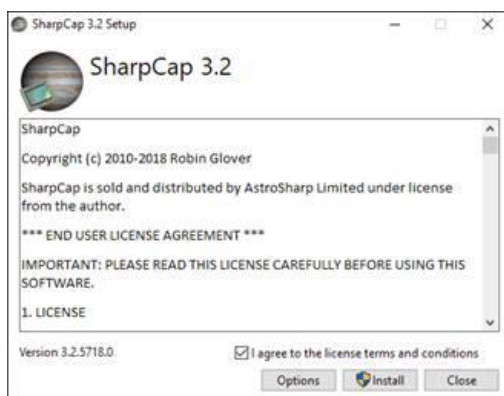 SharpCap 3.2 Setup
SharpCap 3.2
SharpCap
Copyright (c) 2010-2018 Robin Glover
SharpCap is sold and distributed by AstroSharp Limited under license
from the author.
*** END USER LICENSE AGREEMENT ***
IMPORTANT: PLEASE READ THIS LICENSE CAREFULLY BEFORE USING THIS
SOFTWARE.
1. LICENSE
Version 3.2.5718.0
I agree to the license terms and conditions
Options
Install
Close